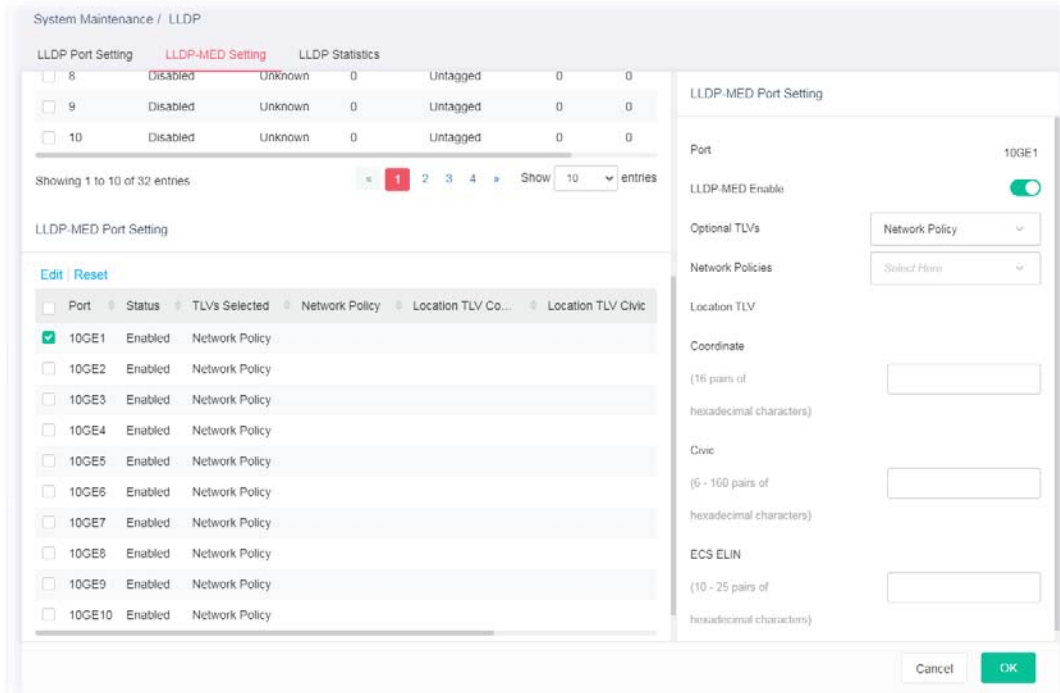 System Maintenance / LLDP
LLDP Port Setting LLDP-MED Setting LLDP Statistics
8 Disabled Unknown 0 Untagged 0 0
9 Disabled Unknown 0 Untagged 0 0
10 Disabled Unknown 0 Untagged 0 0
Showing 1 to 10 of 32 entries « 1 2 3 4 » Show 10 entries
LLDP-MED Port Setting
Edit Reset
Port Status TLVs Selected Network Policy Location TLV Co... Location TLV Civic
10GE1 Enabled Network Policy
10GE2 Enabled Network Policy
10GE3 Enabled Network Policy
10GE4 Enabled Network Policy
10GE5 Enabled Network Policy
10GE6 Enabled Network Policy
10GE7 Enabled Network Policy
10GE8 Enabled Network Policy
10GE9 Enabled Network Policy
10GE10 Enabled Network Policy
LLDP-MED Port Setting
Port 10GE1
LLDP-MED Enable
Optional TLVs Network Policy
Network Policies Select Here
Location TLV
Coordinate
(16 pairs of
hexadecimal characters)
Civic
(6 - 160 pairs of
hexadecimal characters)
ECS ELIN
(10 - 25 pairs of
hexadecimal characters)
Cancel OK